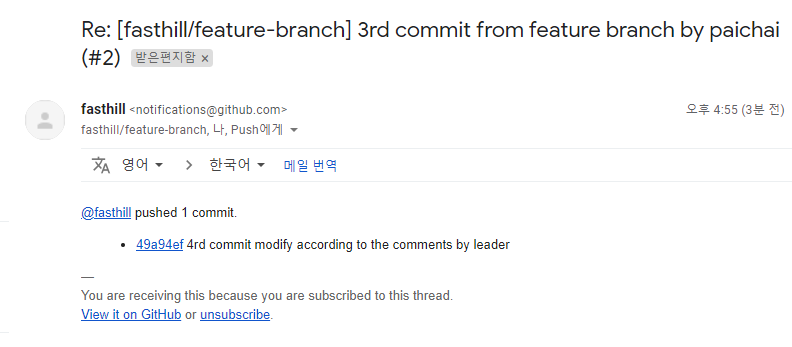 Re: [fasthill/feature-branch] 3rd commit from feature branch by paichai
(#2) 받은편지함 ×
fasthill <notifications@github.com> 오후 4:55 (3분 전)
fasthill/feature-branch, 나, Push에게
영어 > 한국어 메일 번역
@fasthill pushed 1 commit.
• 49a94ef 4rd commit modify according to the comments by leader
—
You are receiving this because you are subscribed to this thread.
View it on GitHub or unsubscribe.